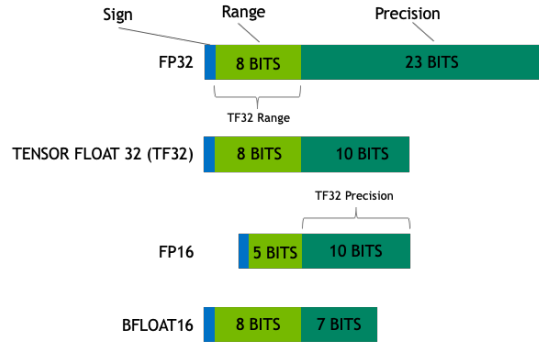 Sign Range Precision
FP32 8 BITS 23 BITS
TF32 Range
TENSOR FLOAT 32 (TF32) 8 BITS 10 BITS
TF32 Precision
FP16 5 BITS 10 BITS
BFLOAT16 8 BITS 7 BITS